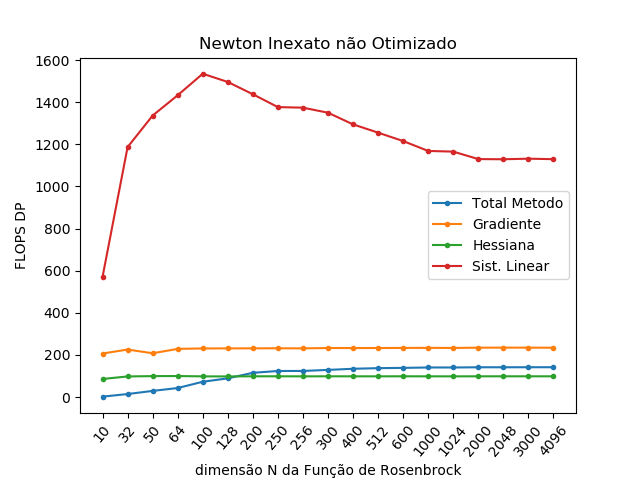 Newton Inexato não Otimizado
FLOPS DP
1600
1400
1200
1000
800
600
400
200
0
Total Metodo
Gradiente
Hessiana
Sist. Linear
10 32 50 64 100 128 200 250 256 300 400 512 600 1000 1024 2000 2048 3000 4096
dimensão N da Função de Rosenbrock